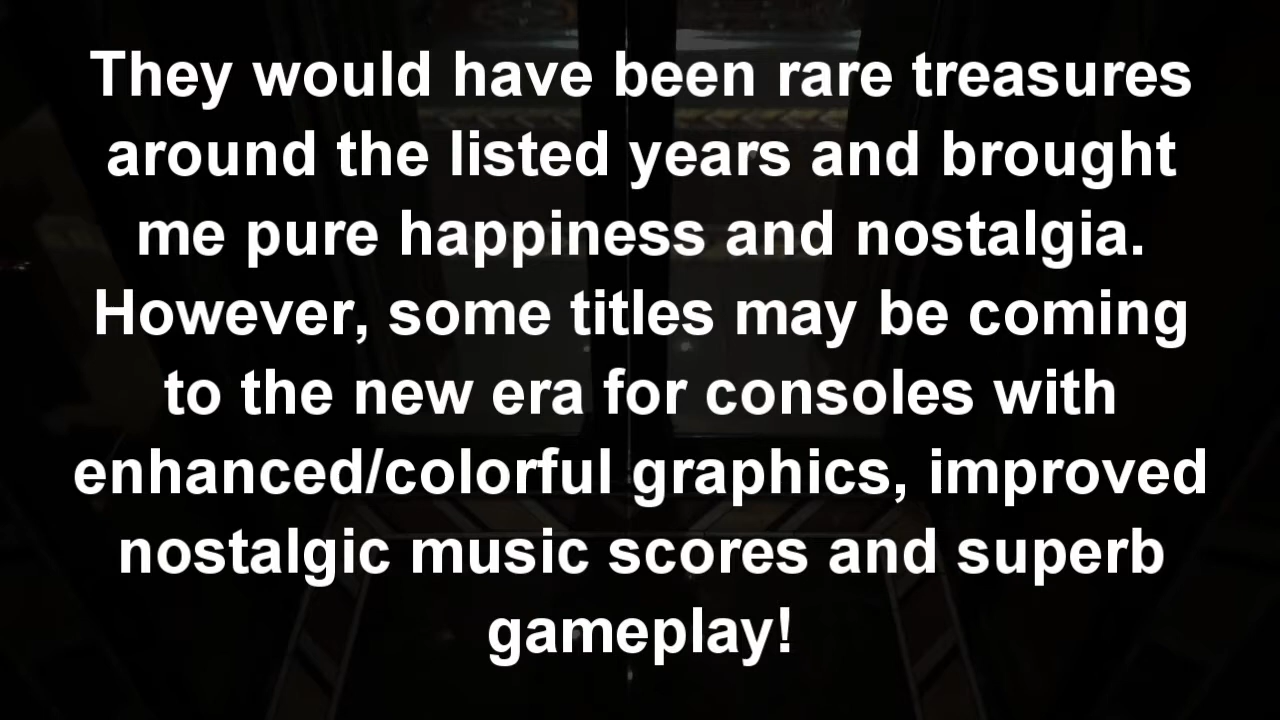 They would have been rare treasures
around the listed years and brought
me pure happiness and nostalgia.
However, some titles may be coming
to the new era for consoles with
enhanced/colorful graphics, improved
nostalgic music scores and superb
gameplay!